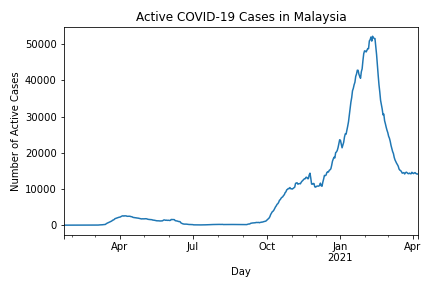 Active COVID-19 Cases in Malaysia
Number of Active Cases
50000
40000
30000
20000
10000
0
Apr
Jul
Oct
Jan
2021
Apr
Day